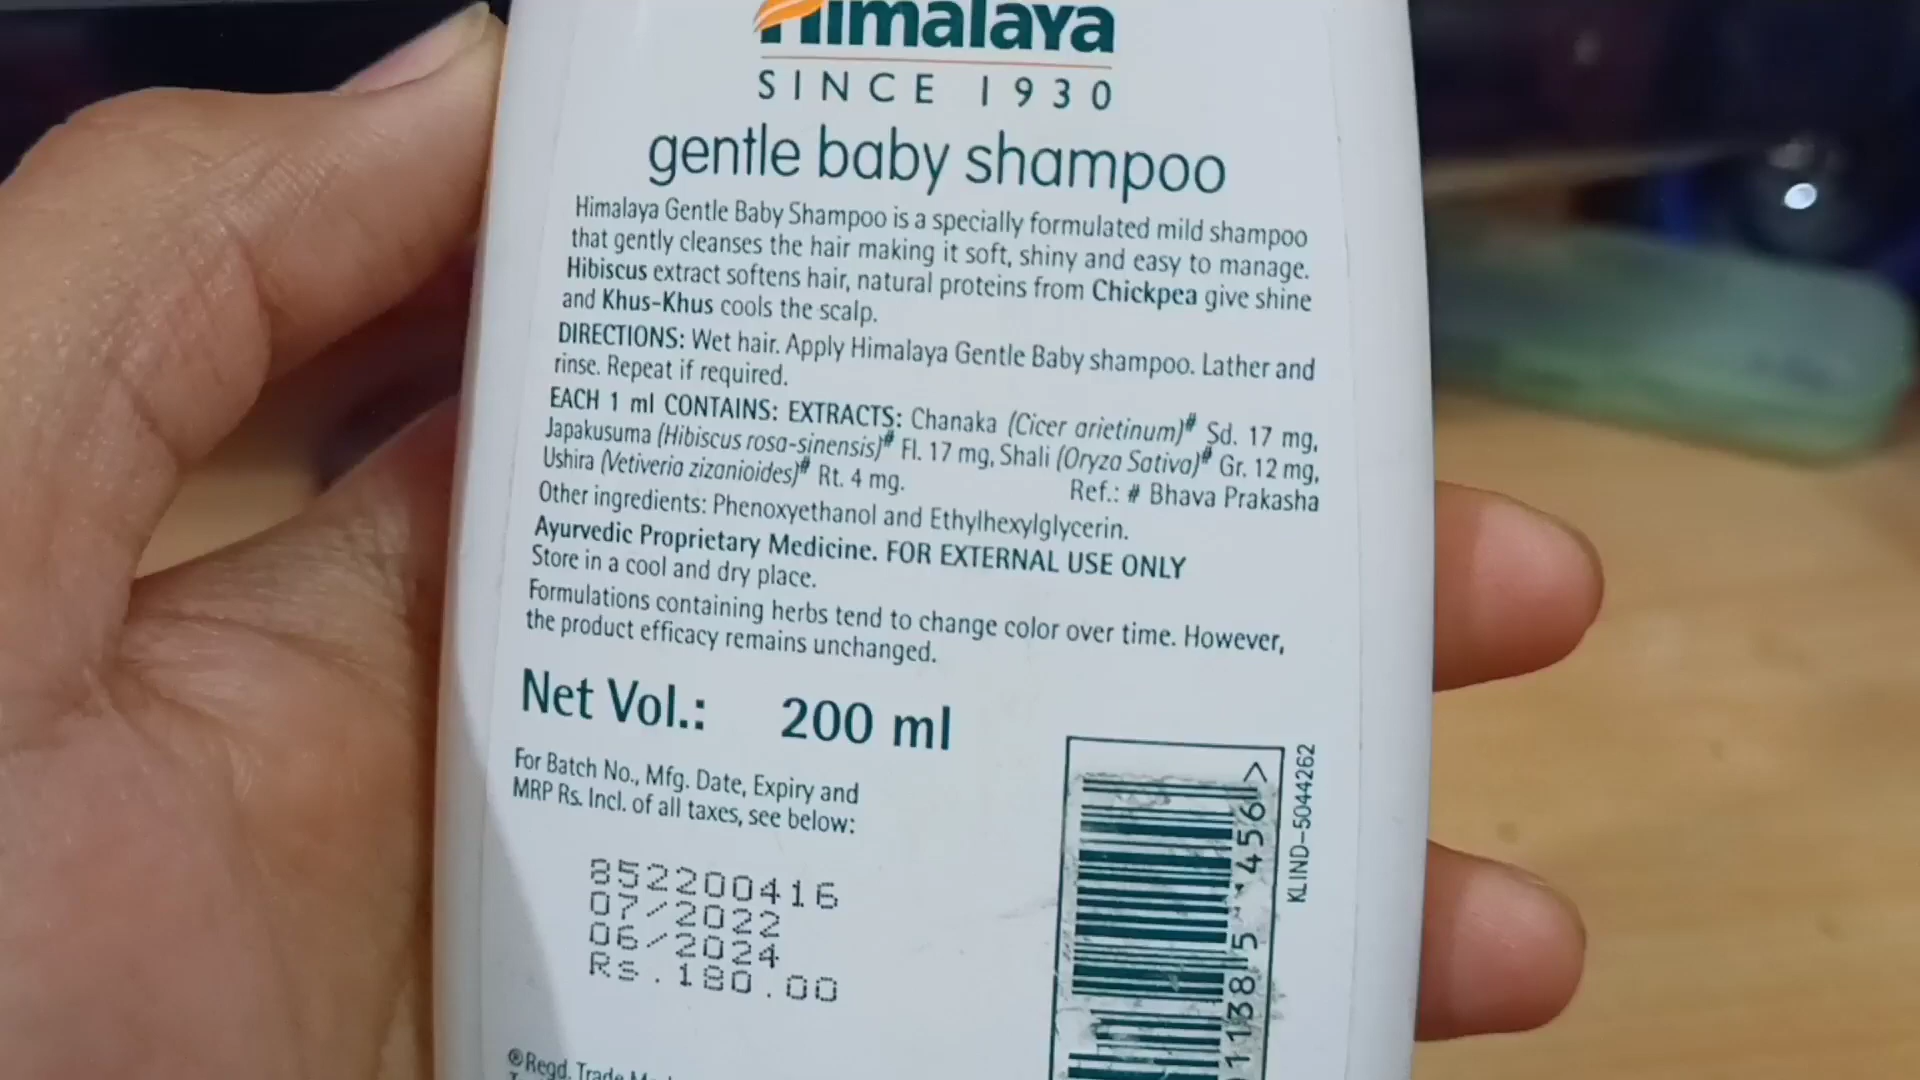 Himalaya
SINCE 1930
gentle baby shampoo
Himalaya Gentle Baby Shampoo is a specially formulated mild shampoo
that gently cleanses the hair making it soft, shiny and easy to manage.
Hibiscus extract softens hair, natural proteins from Chickpea give shine
and Khus-Khus cools the scalp.
DIRECTIONS: Wet hair. Apply Himalaya Gentle Baby shampoo. Lather and
rinse. Repeat if required.
EACH 1 ml CONTAINS: EXTRACTS: Chanaka (Cicer arietinum)# Sd. 17 mg,
Japakusuma (Hibiscus rosa-sinensis)# Fl. 17 mg, Shali (Oryza Sativa)# Gr. 12 mg,
Ushira (Vetiveria zizanioides)# Rt. 4 mg. Ref.: # Bhava Prakasha
Other ingredients: Phenoxyethanol and Ethylhexylglycerin.
Ayurvedic Proprietary Medicine. FOR EXTERNAL USE ONLY
Store in a cool and dry place.
Formulations containing herbs tend to change color over time. However,
the product efficacy remains unchanged.
Net Vol.: 200 ml
For Batch No., Mfg. Date, Expiry and
MRP Rs. Incl. of all taxes, see below:
852200416
07/2022
06/2024
Rs.180.00
KLIND-5044262
®Regd. Trade